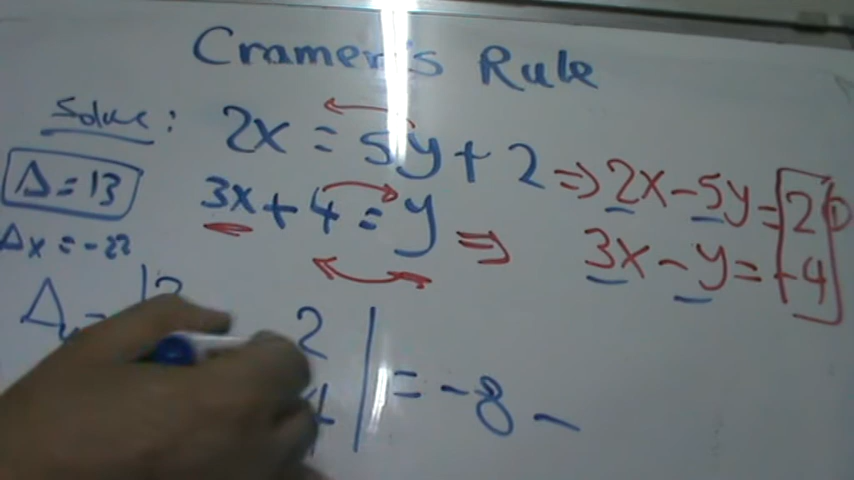 Cramer's Rule
Solve:
2x = 5y + 2 ⇒ 2x - 5y = 2
Δ = 13
3x + 4 = y ⇒ 3x - y = -4
Δx = -22
2
= -8 -